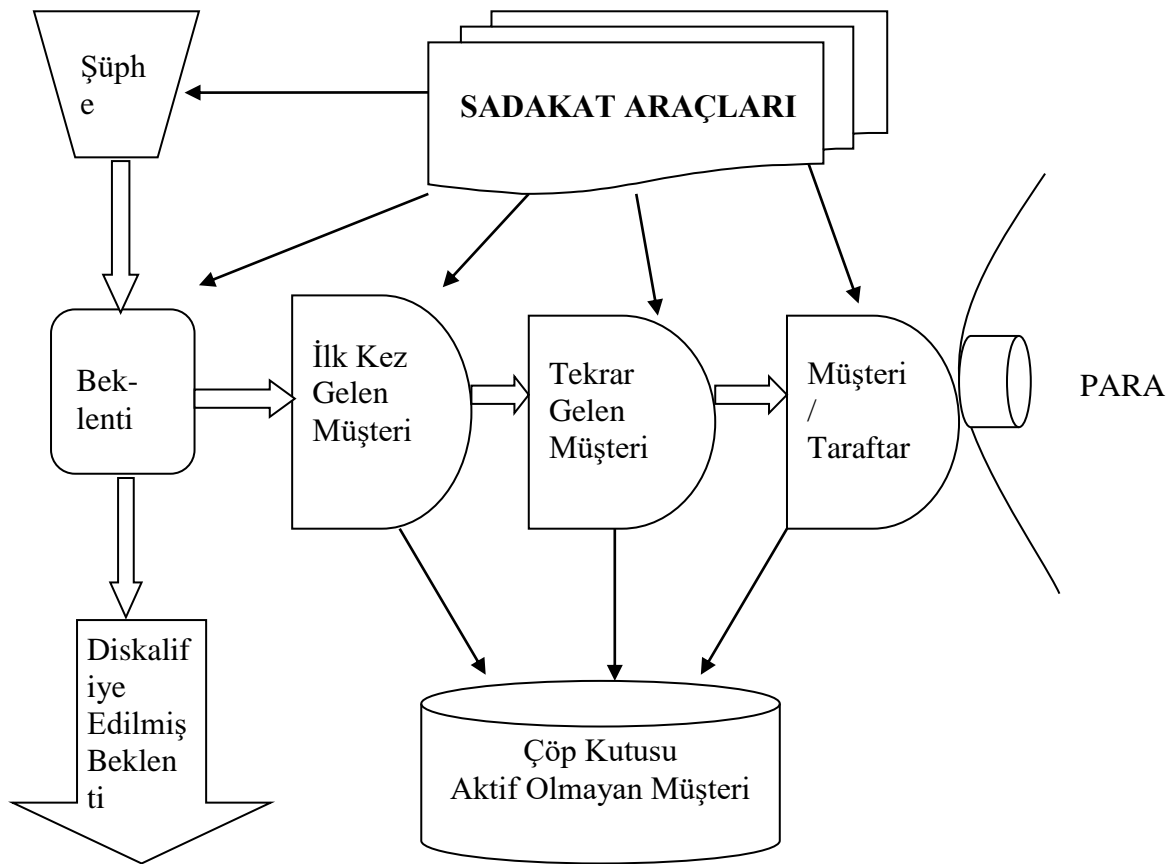 Şüph
e
SADAKAT ARAÇLARI
Bek-
lenti
İlk Kez
Gelen
Müşteri
Tekrar
Gelen
Müşteri
Müşteri
/
Taraftar
PARA
Diskalif
iye
Edilmiş
Beklen
ti
Çöp Kutusu
Aktif Olmayan Müşteri